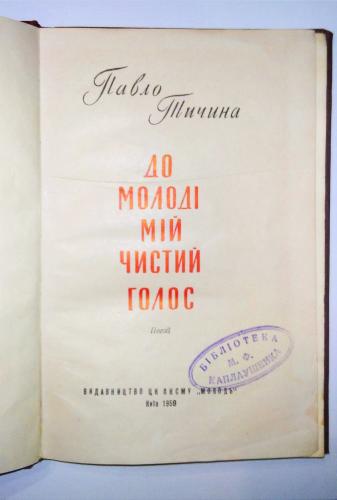 Павло
Тичина
ДО
МОЛОДІ
МІЙ
ЧИСТИЙ
ГОЛОС
Поезії
БІБЛІОТЕКА
М. Ф.
КАПЛАУШЕНКА
ВИДАВНИЦТВО ЦК ЛКСМУ „МОЛОДЬ"
Київ 1959